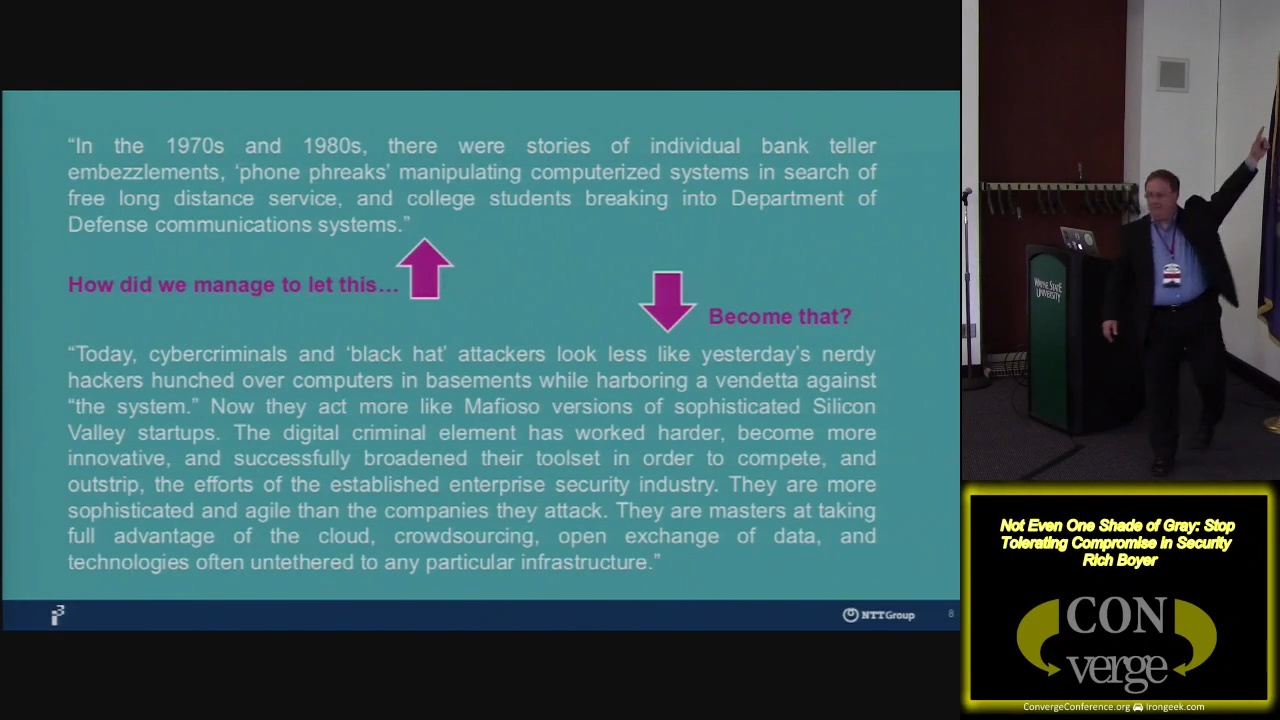 “In the 1970s and 1980s, there were stories of individual bank teller
embezzlements, ‘phone phreaks’ manipulating computerized systems in search of
free long distance service, and college students breaking into Department of
Defense communications systems.”
How did we manage to let this…
Become that?
“Today, cybercriminals and ‘black hat’ attackers look less like yesterday’s nerdy
hackers hunched over computers in basements while harboring a vendetta against
“the system.” Now they act more like Mafioso versions of sophisticated Silicon
Valley startups. The digital criminal element has worked harder, become more
innovative, and successfully broadened their toolset in order to compete, and
outstrip, the efforts of the established enterprise security industry. They are more
sophisticated and agile than the companies they attack. They are masters at taking
full advantage of the cloud, crowdsourcing, open exchange of data, and
technologies often untethered to any particular infrastructure.”
i3
NTTGroup
8
WAYNE STATE
UNIVERSITY
Not Even One Shade of Gray: Stop
Tolerating Compromise in Security
Rich Boyer
CON
verge
ConvergeConference.org Irongeek.com